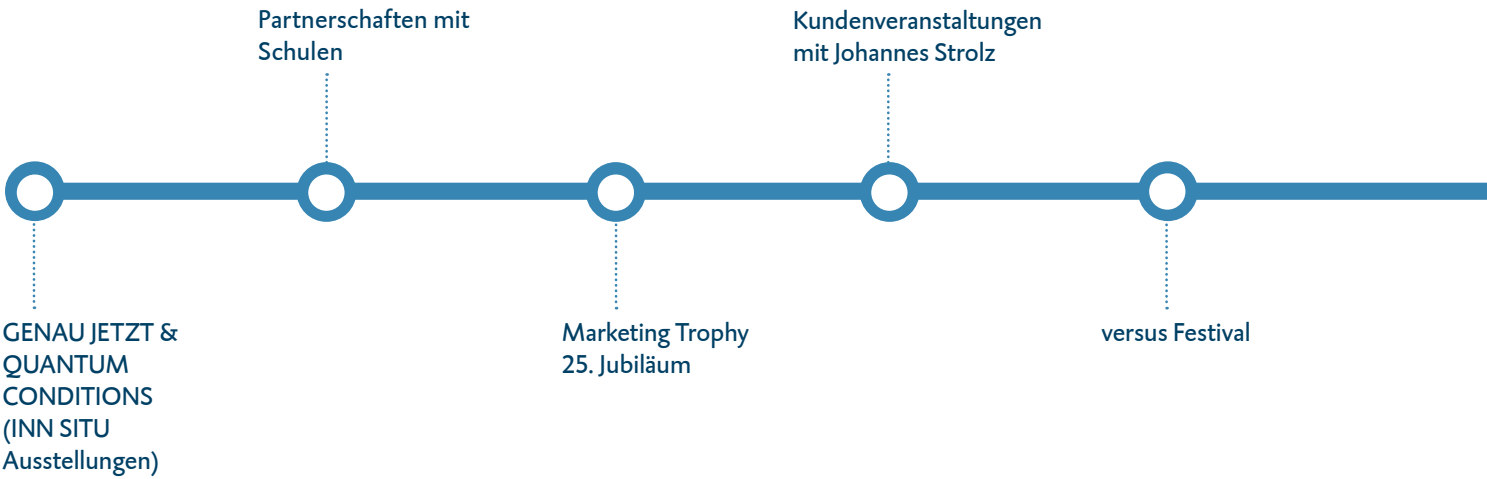 GENAU JETZT &
QUANTUM
CONDITIONS
(INN SITU
Ausstellungen)
Partnerschaften mit
Schulen
Marketing Trophy
25. Jubiläum
Kundenveranstaltungen
mit Johannes Strolz
versus Festival